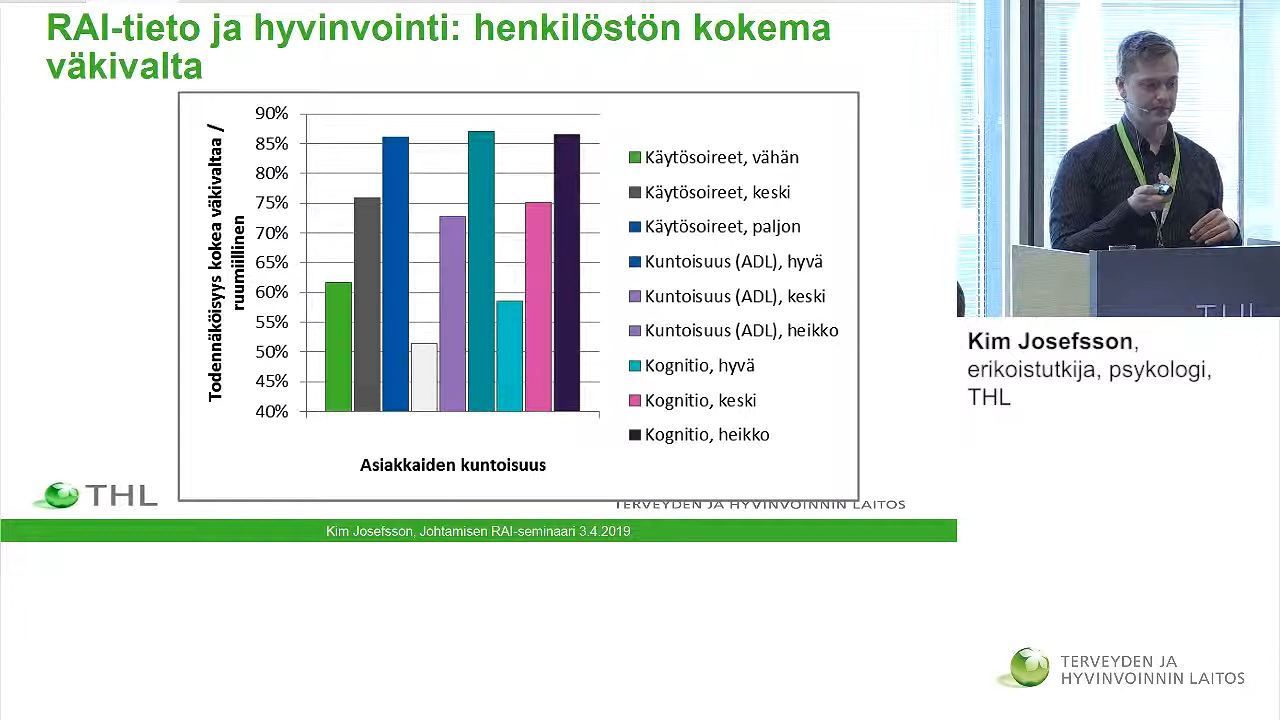 RAI-tieto ja yvinvointi: henkilöstön kokema
väkivalta
Todennäköisyys kokea väkivaltaa /
ruumiillinen
90%
85%
80%
75%
70%
65%
60%
55%
50%
45%
40%
Käytösoireet, vähän
Käytösoireet, keski
Käytösoireet, paljon
Kuntoisuus (ADL), hyvä
Kuntoisuus (ADL), keski
Kuntoisuus (ADL), heikko
Kognitio, hyvä
Kognitio, keski
Kognitio, heikko
Asiakkaiden kuntoisuus
THL
TERVEYDEN JA HYVINVOINNIN LAITOS
Kim Josefsson, Johtamisen RAI-seminaari 3.4.2019
THL
Kim Josefsson,
erikoistutkija, psykologi,
THL
TERVEYDEN JA
HYVINVOINNIN LAITOS